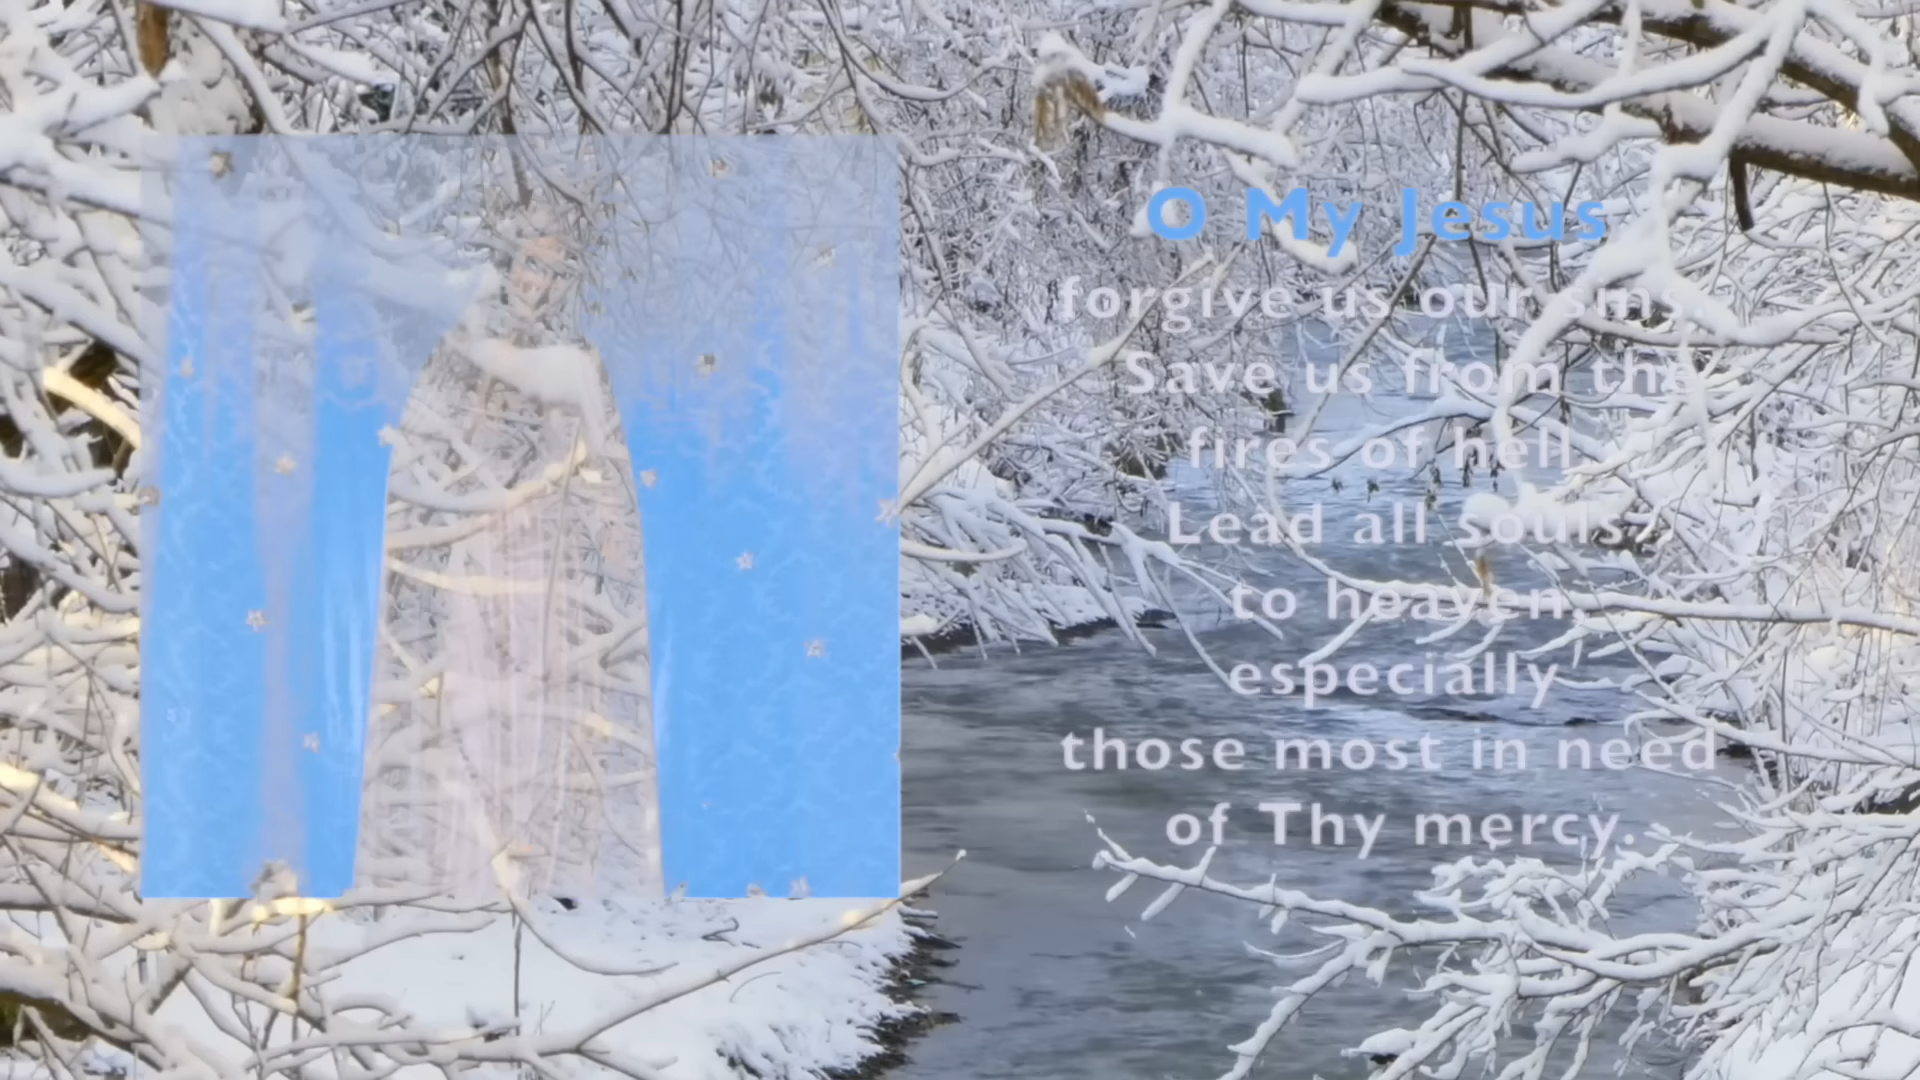 O My Jesus
forgive us our sins.
Save us from the
fires of hell.
Lead all souls
to heaven,
especially
those most in need
of Thy mercy.